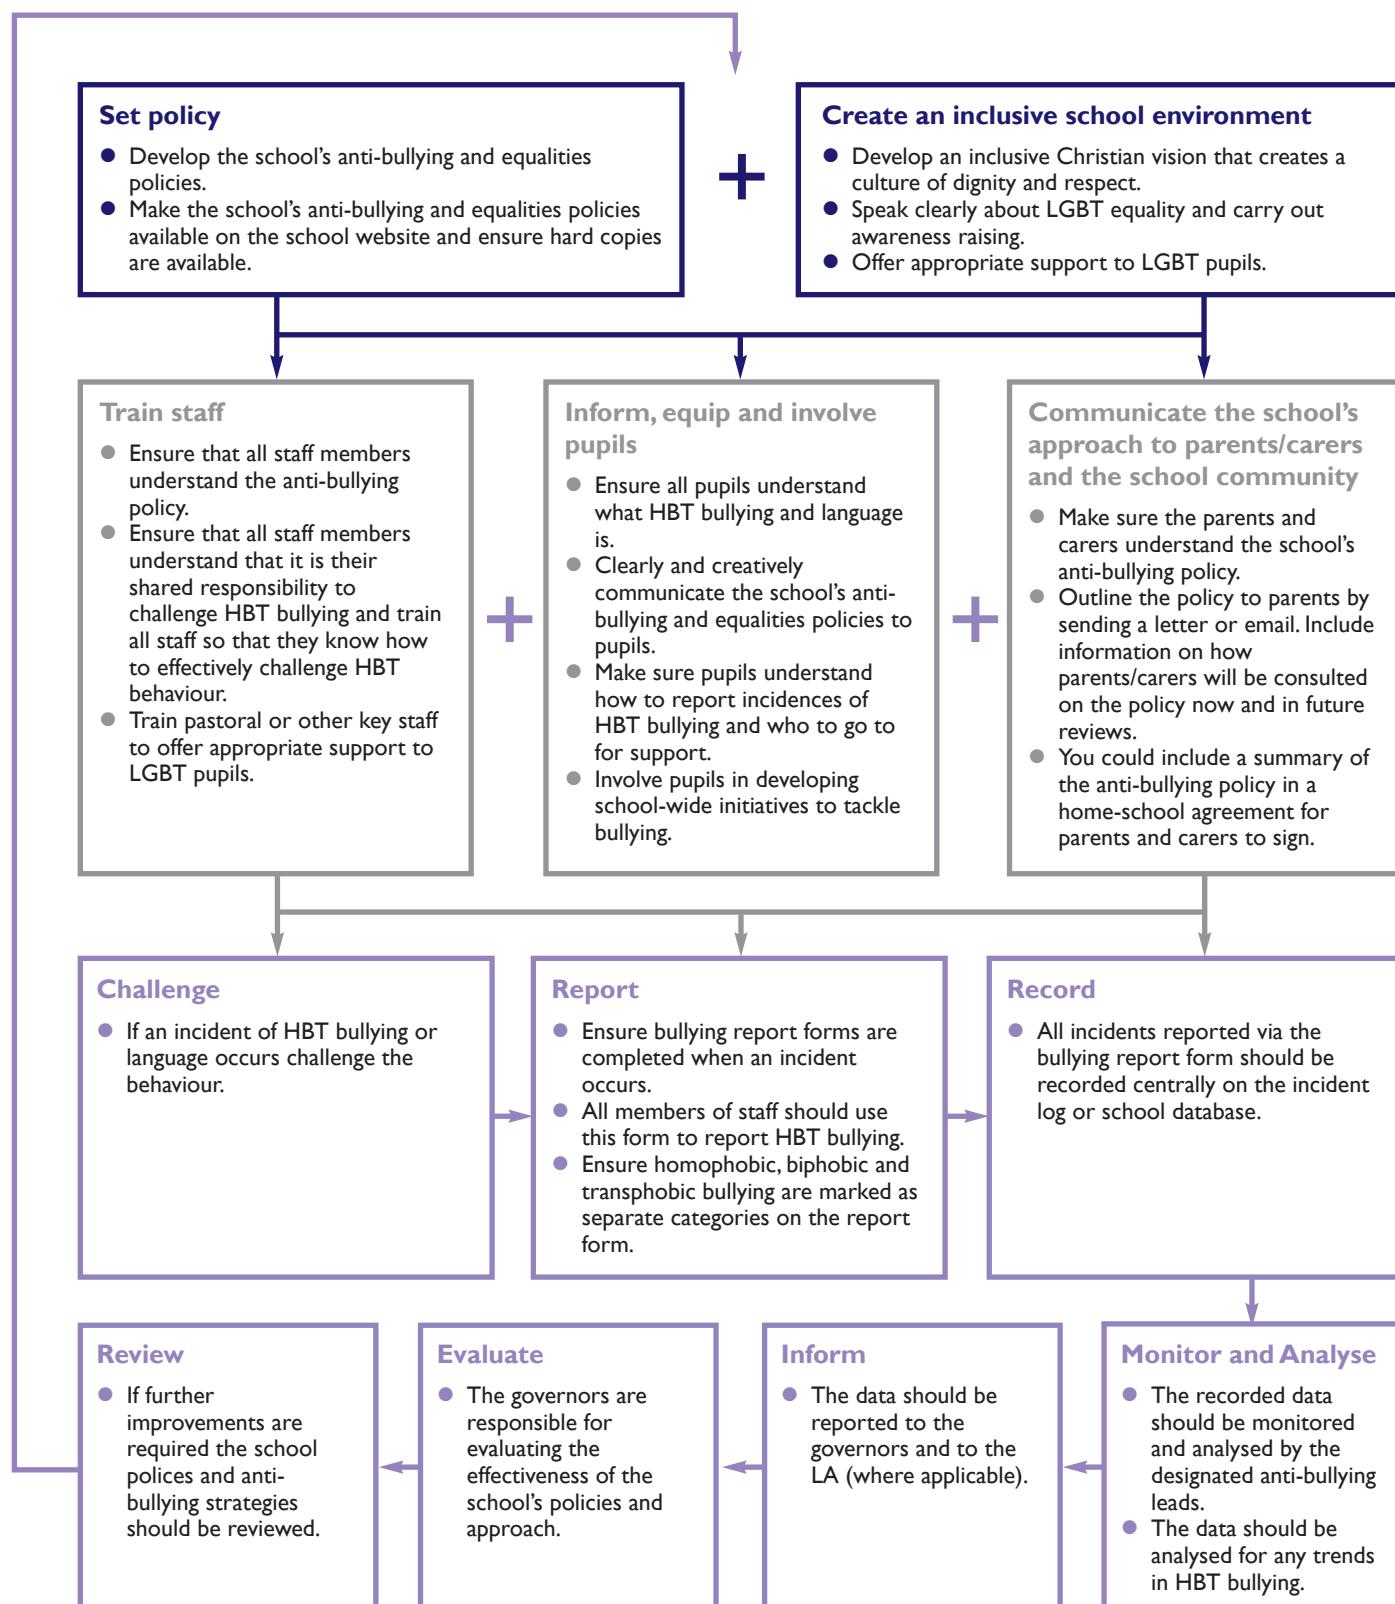 Set policy
● Develop the school's anti-bullying and equalities
policies.
● Make the school's anti-bullying and equalities policies
available on the school website and ensure hard copies
are available.
+
Create an inclusive school environment
● Develop an inclusive Christian vision that creates a
culture of dignity and respect.
● Speak clearly about LGBT equality and carry out
awareness raising.
● Offer appropriate support to LGBT pupils.
Train staff
● Ensure that all staff members
understand the anti-bullying
policy.
● Ensure that all staff members
understand that it is their
shared responsibility to
challenge HBT bullying and train
all staff so that they know how
to effectively challenge HBT
behaviour.
● Train pastoral or other key staff
to offer appropriate support to
LGBT pupils.
+
Inform, equip and involve
pupils
● Ensure all pupils understand
what HBT bullying and language
is.
● Clearly and creatively
communicate the school's anti-
bullying and equalities policies to
pupils.
● Make sure pupils understand
how to report incidences of
HBT bullying and who to go to
for support.
● Involve pupils in developing
school-wide initiatives to tackle
bullying.
+
Communicate the school's
approach to parents/carers
and the school community
● Make sure the parents and
carers understand the school's
anti-bullying policy.
● Outline the policy to parents by
sending a letter or email. Include
information on how
parents/carers will be consulted
on the policy now and in future
reviews.
● You could include a summary of
the anti-bullying policy in a
home-school agreement for
parents and carers to sign.
Challenge
● If an incident of HBT bullying or
language occurs challenge the
behaviour.
Report
● Ensure bullying report forms are
completed when an incident
occurs.
● All members of staff should use
this form to report HBT bullying.
● Ensure homophobic, biphobic and
transphobic bullying are marked as
separate categories on the report
form.
Record
● All incidents reported via the
bullying report form should be
recorded centrally on the incident
log or school database.
Monitor and Analyse
● The recorded data
should be monitored
and analysed by the
designated anti-bullying
leads.
● The data should be
analysed for any trends
in HBT bullying.
Inform
● The data should be
reported to the
governors and to the
LA (where applicable).
Evaluate
● The governors are
responsible for
evaluating the
effectiveness of the
school's policies and
approach.
Review
● If further
improvements are
required the school
polices and anti-
bullying strategies
should be reviewed.